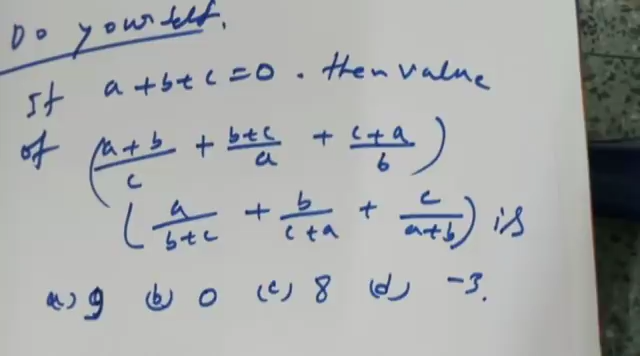 Do yourself.
If a+b+c=0. then value
of (a+b/c + b+c/a + c+a/b)
(a/b+c + b/c+a + c/a+b) is
a) 9 (b) 0 (c) 8 (d) -3.